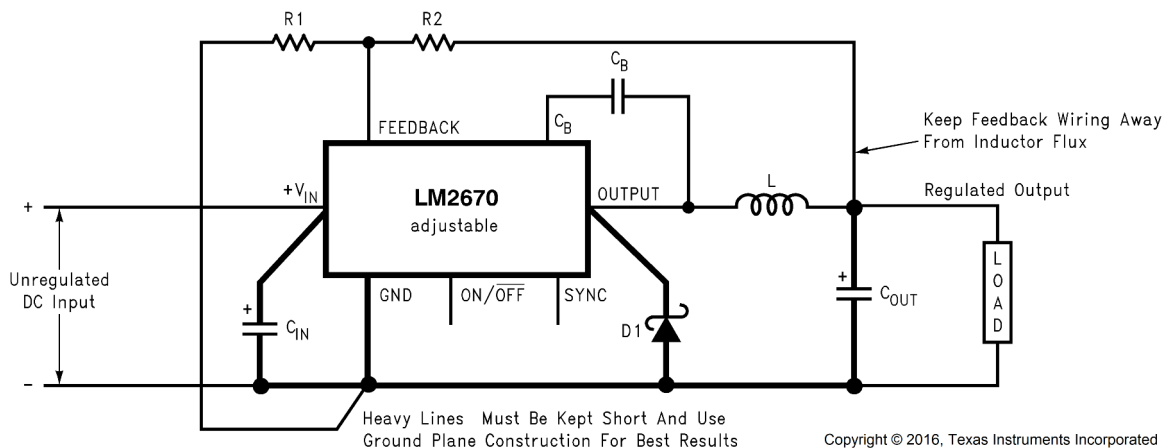 R1
R2
C_B
FEEDBACK
C_B
Keep Feedback Wiring Away
From Inductor Flux
+V_IN
LM2670
adjustable
OUTPUT
L
Regulated Output
+
Unregulated
DC Input
GND
ON/O̅F̅F̅
SYNC
+
C_IN
D1
+
C_OUT
LOAD
−
Heavy Lines Must Be Kept Short And Use
Ground Plane Construction For Best Results
Copyright © 2016, Texas Instruments Incorporated